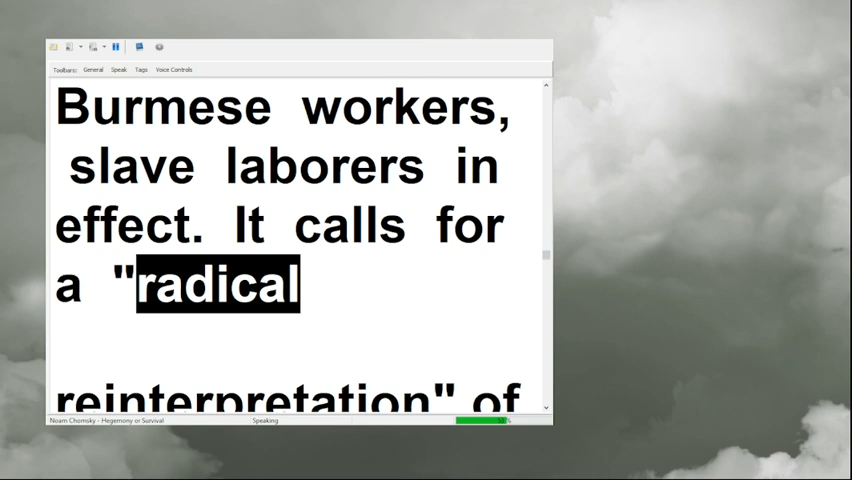 Toolbars: General Speak Tags Voice Controls
Burmese workers,
slave laborers in
effect. It calls for
a "radical
reinterpretation" of
Noam Chomsky - Hegemony or Survival Speaking